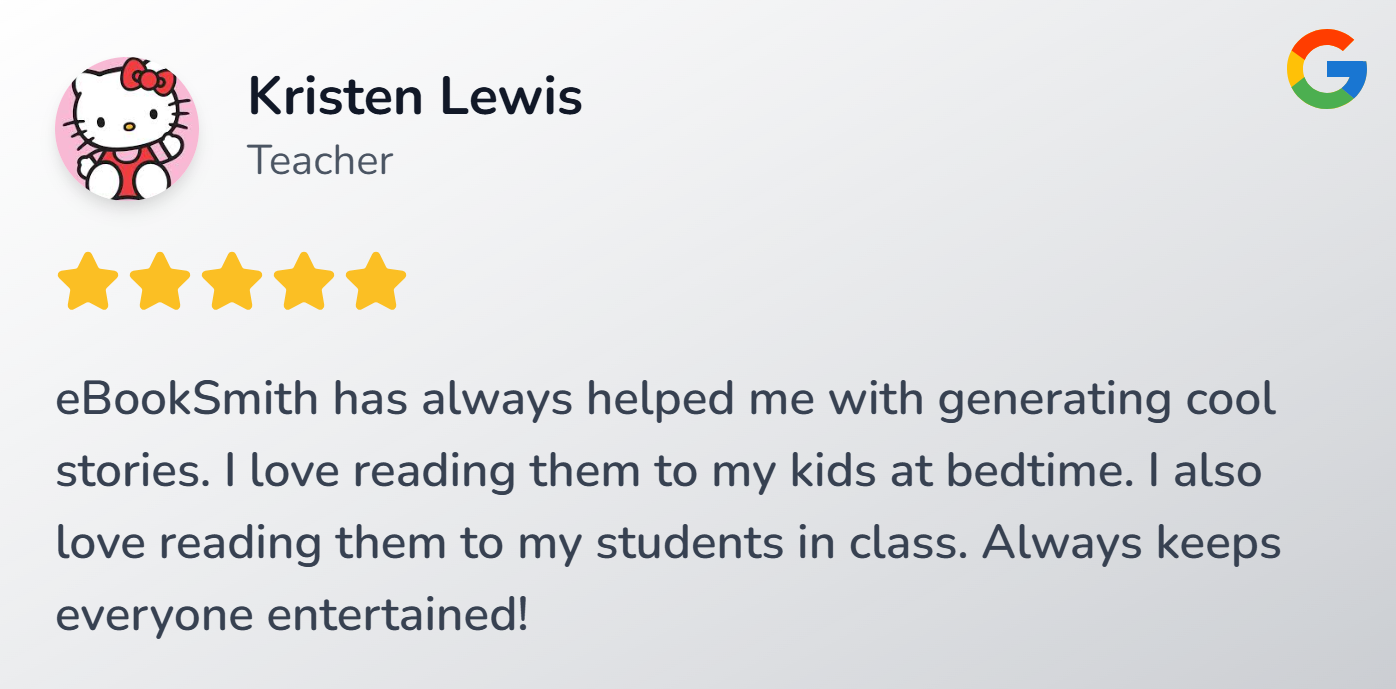 Kristen Lewis
Teacher
eBookSmith has always helped me with generating cool
stories. I love reading them to my kids at bedtime. I also
love reading them to my students in class. Always keeps
everyone entertained!